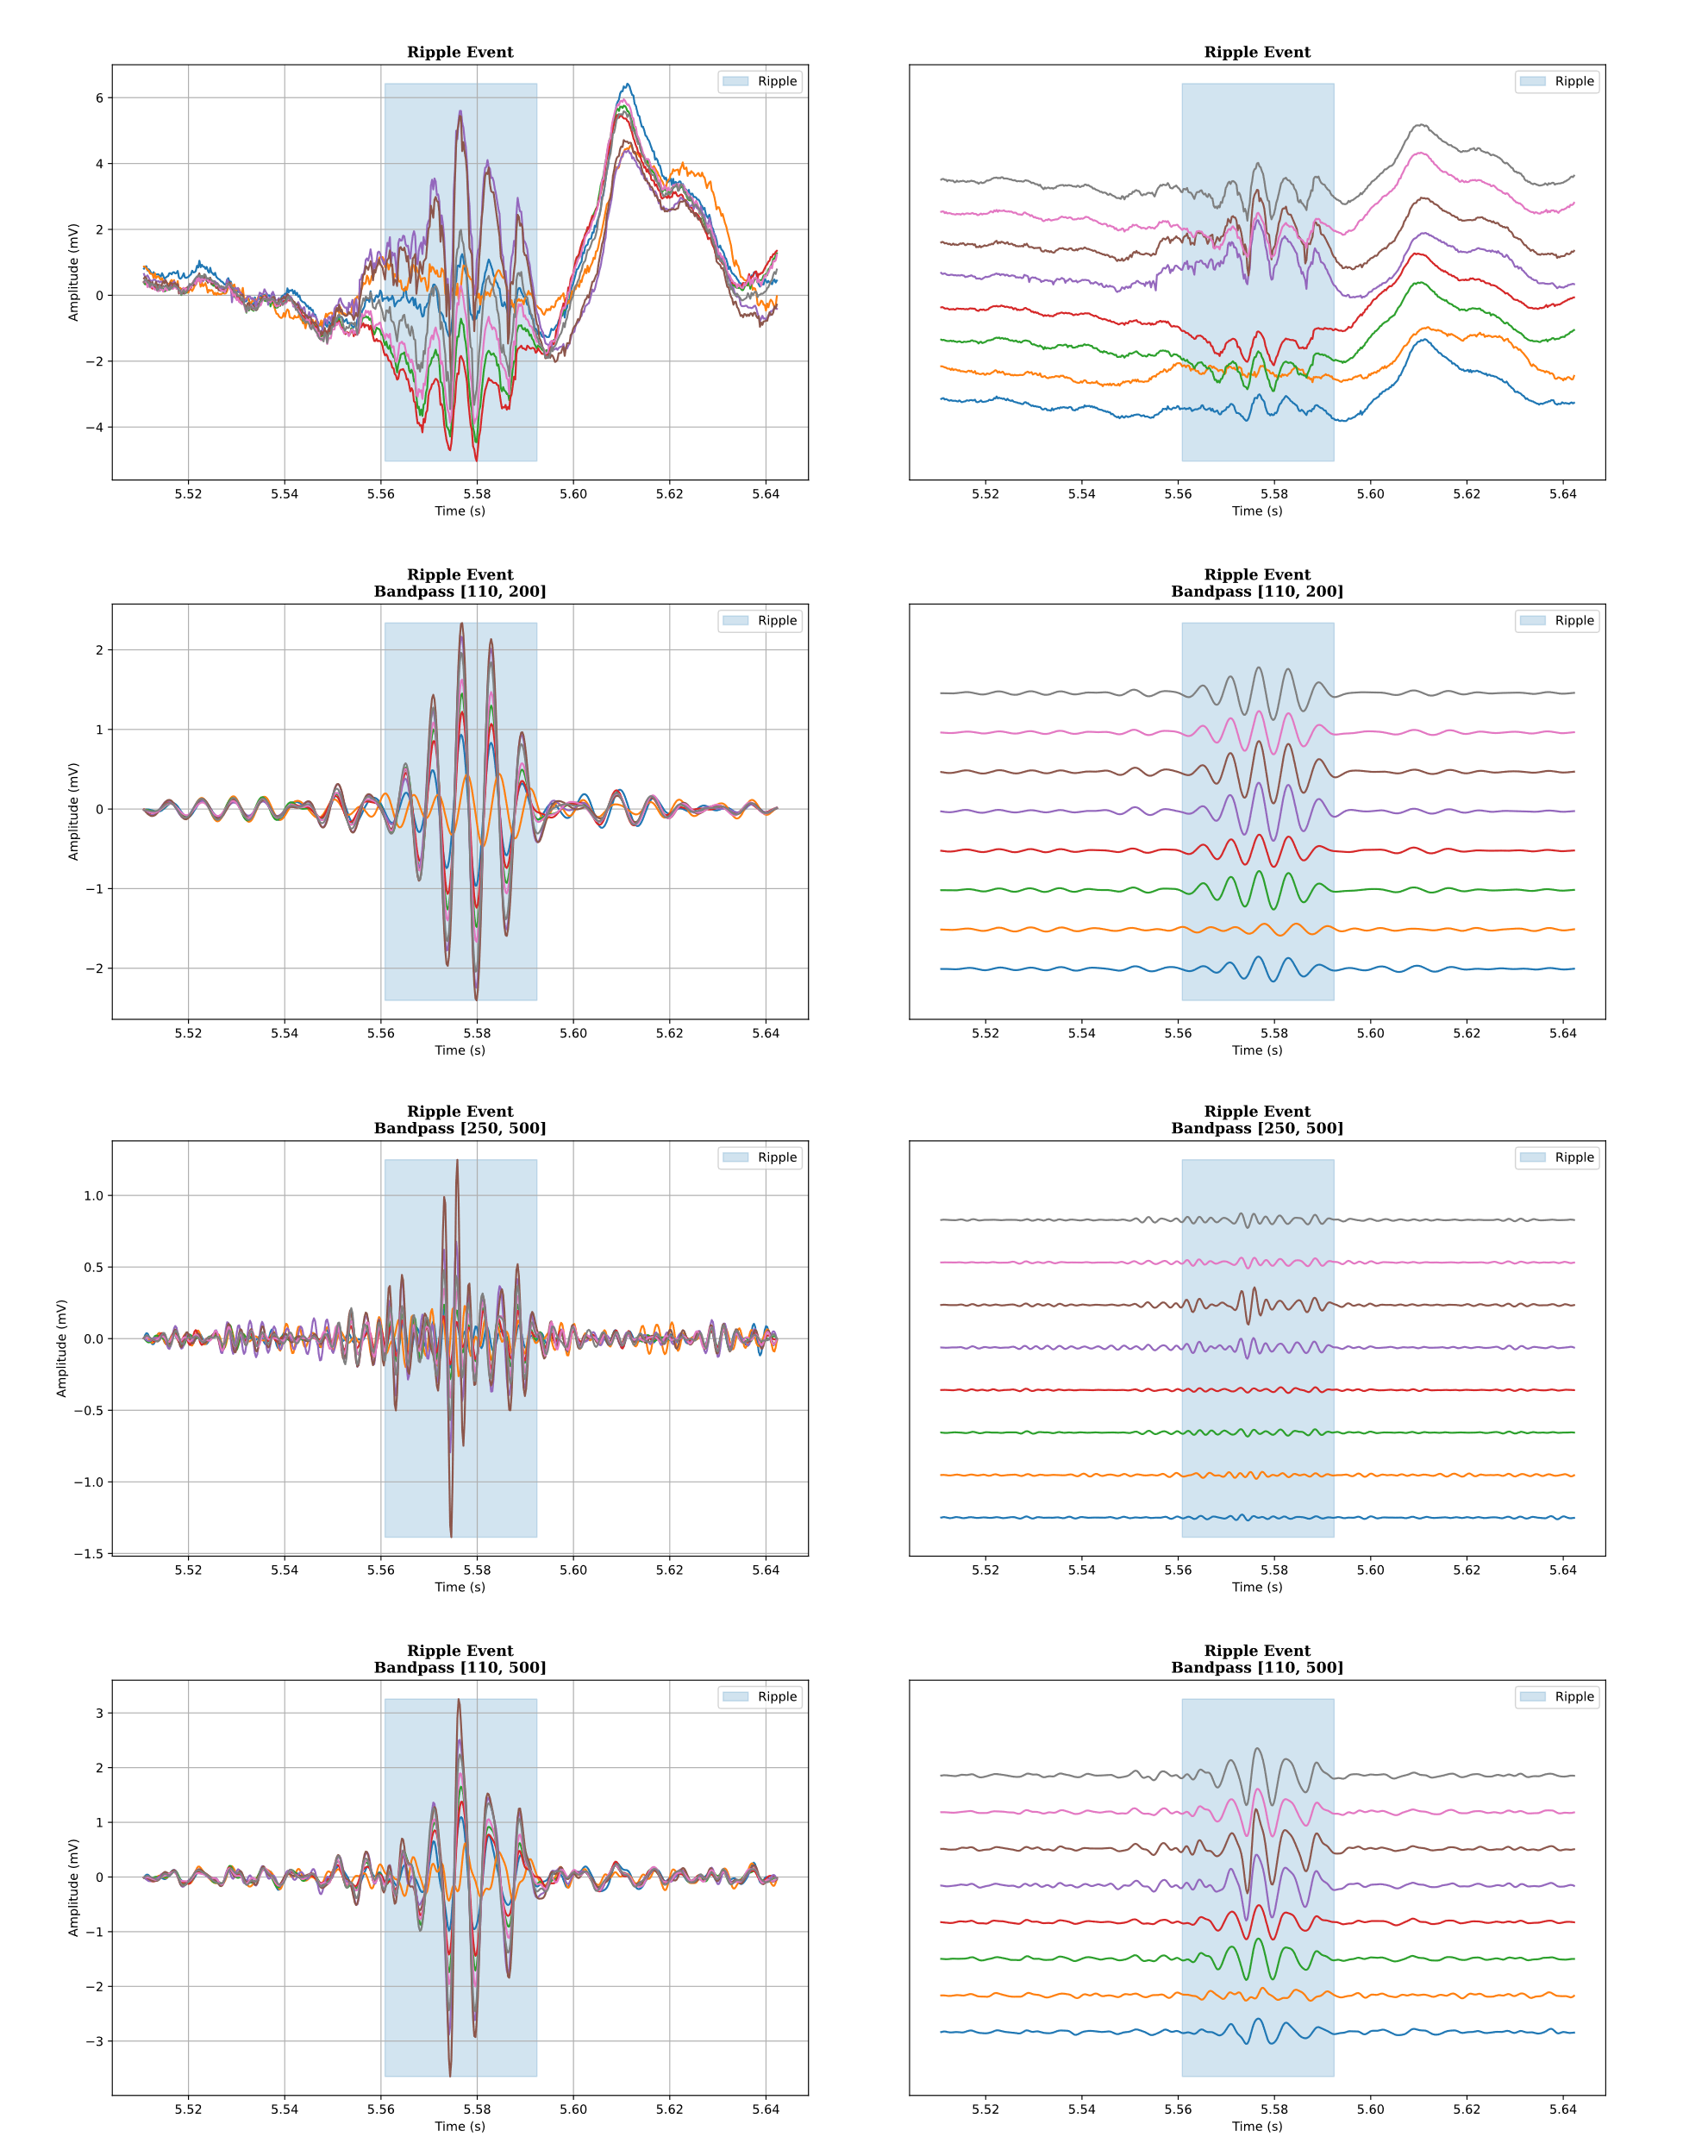 Ripple Event
Ripple
6
4
2
0
−2
−4
Amplitude (mV)
5.52 5.54 5.56 5.58 5.60 5.62 5.64
Time (s)
Ripple Event
Ripple
5.52 5.54 5.56 5.58 5.60 5.62 5.64
Time (s)
Ripple Event
Bandpass [110, 200]
Ripple
2
1
0
−1
−2
Amplitude (mV)
5.52 5.54 5.56 5.58 5.60 5.62 5.64
Time (s)
Ripple Event
Bandpass [110, 200]
Ripple
5.52 5.54 5.56 5.58 5.60 5.62 5.64
Time (s)
Ripple Event
Bandpass [250, 500]
Ripple
1.0
0.5
0.0
−0.5
−1.0
−1.5
Amplitude (mV)
5.52 5.54 5.56 5.58 5.60 5.62 5.64
Time (s)
Ripple Event
Bandpass [250, 500]
Ripple
5.52 5.54 5.56 5.58 5.60 5.62 5.64
Time (s)
Ripple Event
Bandpass [110, 500]
Ripple
3
2
1
0
−1
−2
−3
Amplitude (mV)
5.52 5.54 5.56 5.58 5.60 5.62 5.64
Time (s)
Ripple Event
Bandpass [110, 500]
Ripple
5.52 5.54 5.56 5.58 5.60 5.62 5.64
Time (s)